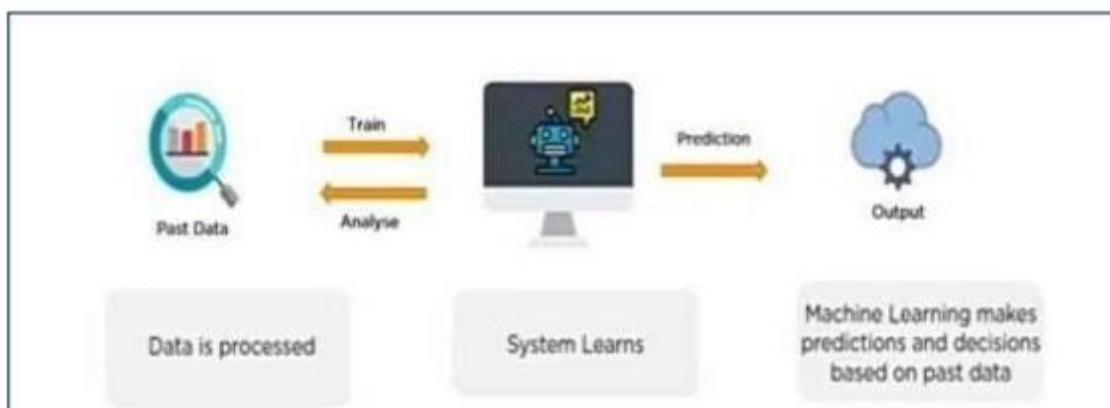 Train
Prediction
Past Data
Analyse
Output
Data is processed
System Learns
Machine Learning makes
predictions and decisions
based on past data